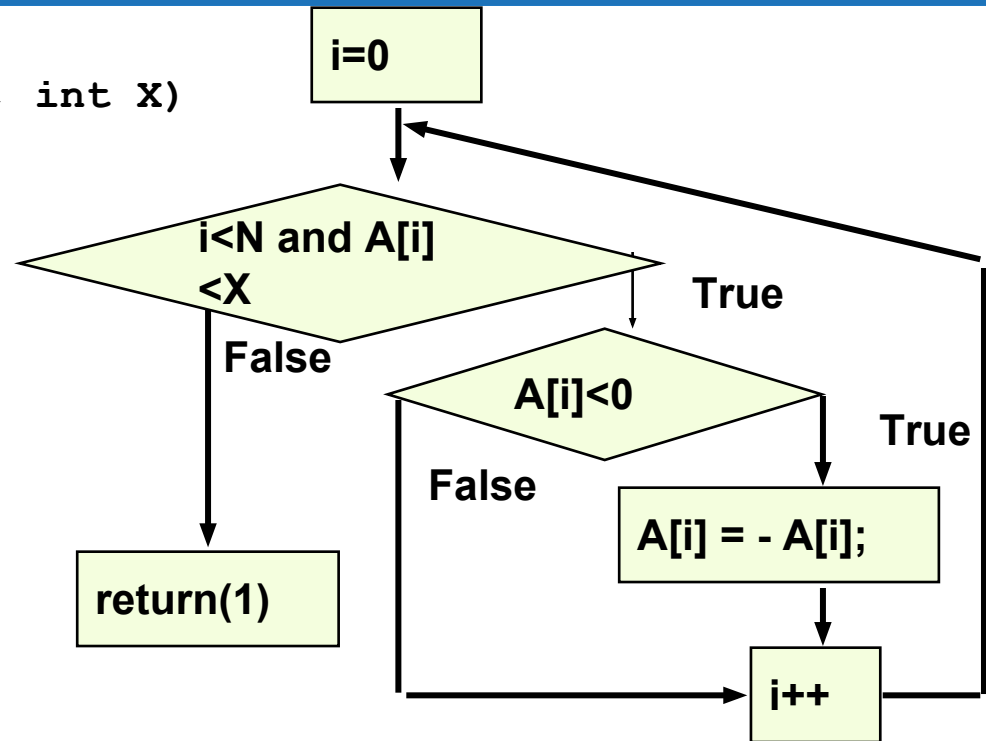 i=0
int X)
i<N and A[i]
<X
True
False
A[i]<0
True
False
A[i] = - A[i];
return(1)
i++